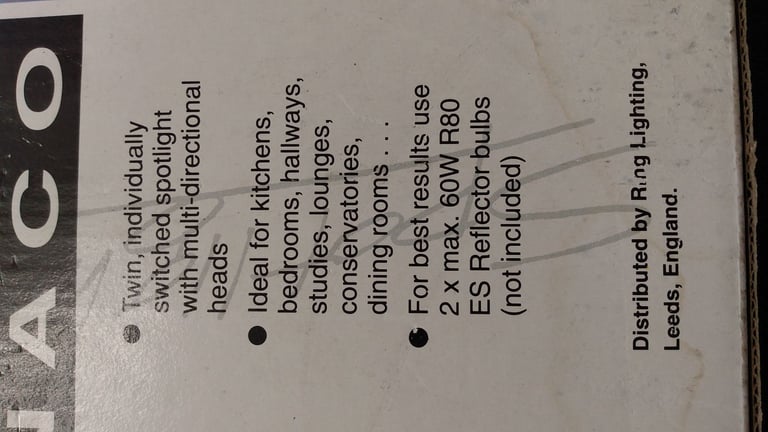 ACO
● Twin, individually
switched spotlight
with multi-directional
heads
● Ideal for kitchens,
bedrooms, hallways,
studies, lounges,
conservatories,
dining rooms ....
● For best results use
2 x max. 60W R80
ES Reflector bulbs
(not included)
Distributed by Ring Lighting,
Leeds, England.